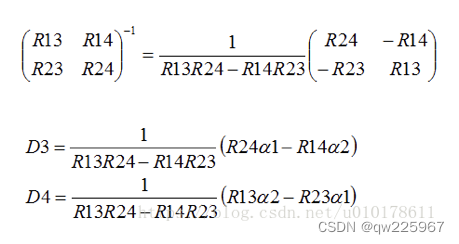 (R13 R14
R23 R24)^-1 = 1/(R13R24 − R14R23) (R24 −R14
−R23 R13)
D3 = 1/(R13R24 − R14R23) (R24α1 − R14α2)
D4 = 1/(R13R24 − R14R23) (R13α2 − R23α1)
blog.csdn.net/u010178611
CSDN @qw225967